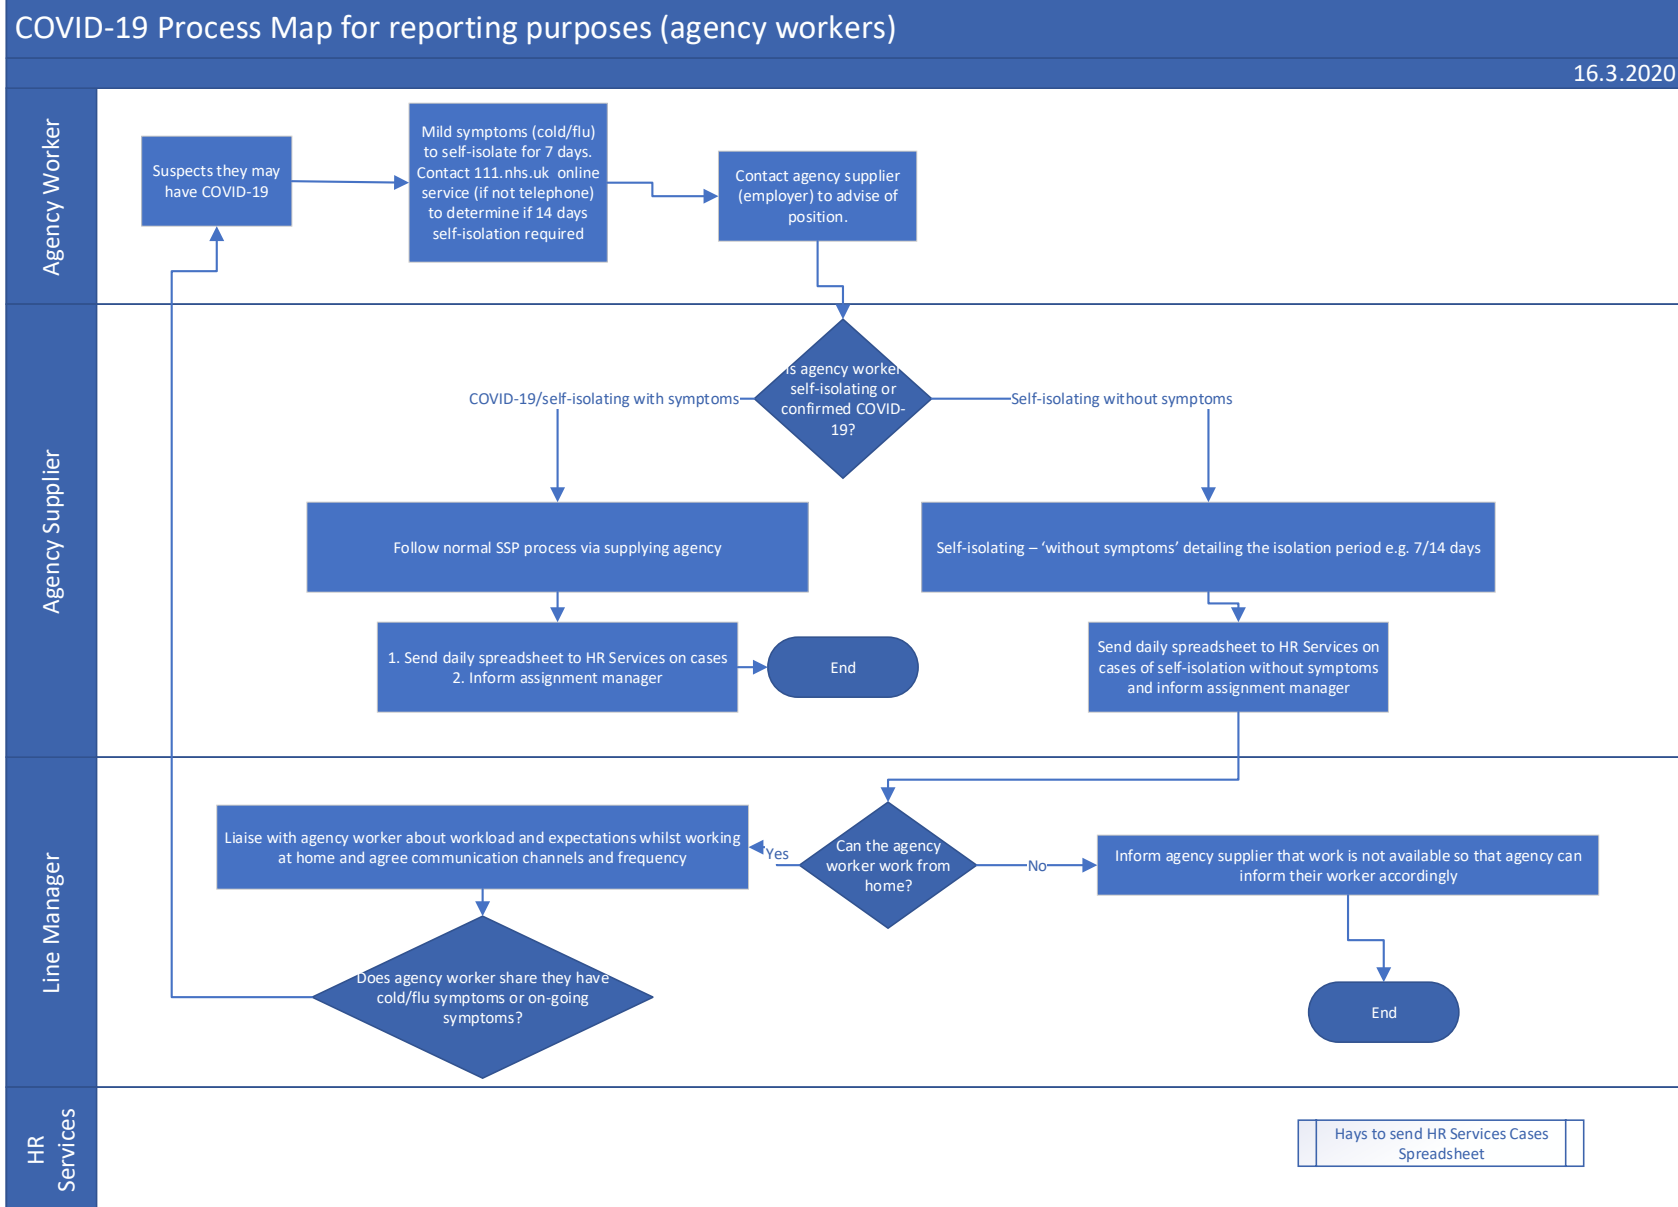 COVID-19 Process Map for reporting purposes (agency workers)
16.3.2020
Agency Worker
Suspects they may
have COVID-19
Mild symptoms (cold/flu)
to self-isolate for 7 days.
Contact 111.nhs.uk online
service (if not telephone)
to determine if 14 days
self-isolation required
Contact agency supplier
(employer) to advise of
position.
Agency Supplier
Is agency worker
self-isolating or
confirmed COVID-
19?
COVID-19/self-isolating with symptoms
Self-isolating without symptoms
Follow normal SSP process via supplying agency
Self-isolating – ‘without symptoms’ detailing the isolation period e.g. 7/14 days
1. Send daily spreadsheet to HR Services on cases
2. Inform assignment manager
End
Send daily spreadsheet to HR Services on
cases of self-isolation without symptoms
and inform assignment manager
Line Manager
Liaise with agency worker about workload and expectations whilst working
at home and agree communication channels and frequency
Yes
Can the agency
worker work from
home?
No
Inform agency supplier that work is not available so that agency can
inform their worker accordingly
Does agency worker share they have
cold/flu symptoms or on-going
symptoms?
End
HR
Services
Hays to send HR Services Cases
Spreadsheet